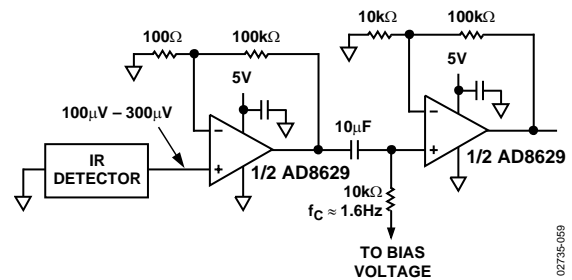 100Ω
100kΩ
10kΩ
100kΩ
5V
5V
100μV – 300μV
10μF
IR
DETECTOR
–
+
–
+
1/2 AD8629
1/2 AD8629
10kΩ
fC ≈ 1.6Hz
TO BIAS
VOLTAGE
02735-059